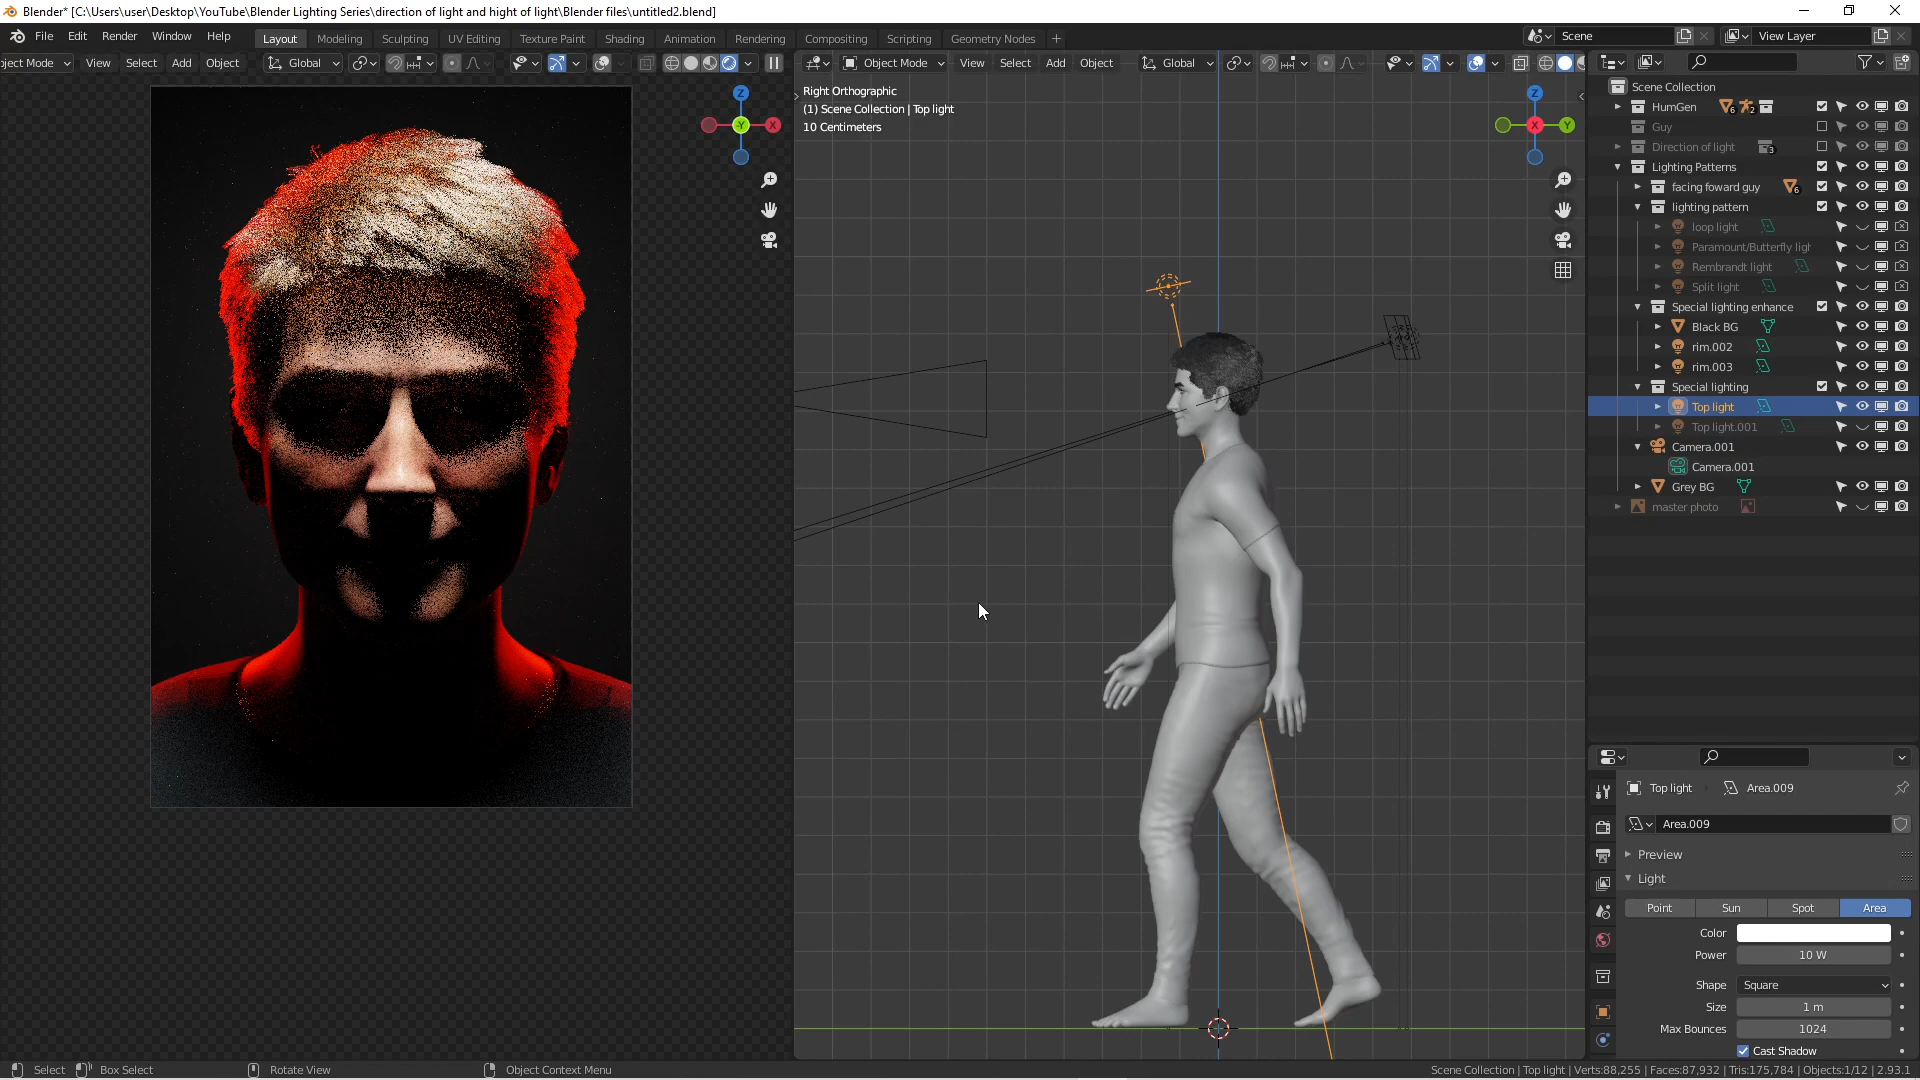 Blender* [C:\Users\user\Desktop\YouTube\Blender Lighting Series\direction of light and hight of light\Blender files\untitled2.blend]
File Edit Render Window Help Layout Modeling Sculpting UV Editing Texture Paint Shading Animation Rendering Compositing Scripting Geometry Nodes + Scene View Layer
ject Mode View Select Add Object Global Object Mode View Select Add Object Global
Right Orthographic
(1) Scene Collection | Top light
10 Centimeters
Z
Y
X
Z
X
Y
Scene Collection
HumGen 6 2
Guy
Direction of light 3
Lighting Patterns
facing foward guy 6
lighting pattern
loop light
Paramount/Butterfly ligh
Rembrandt light
Split light
Special lighting enhance
Black BG
rim.002
rim.003
Special lighting
Top light
Top light.001
Camera.001
Camera.001
Grey BG
master photo
Top light Area.009
Area.009
Preview
Light
Point Sun Spot Area
Color
Power 10 W
Shape Square
Size 1 m
Max Bounces 1024
Cast Shadow
Select Box Select Rotate View Object Context Menu Scene Collection | Top light | Verts:88,255 | Faces:87,932 | Tris:175,784 | Objects:1/12 | 2.93.1